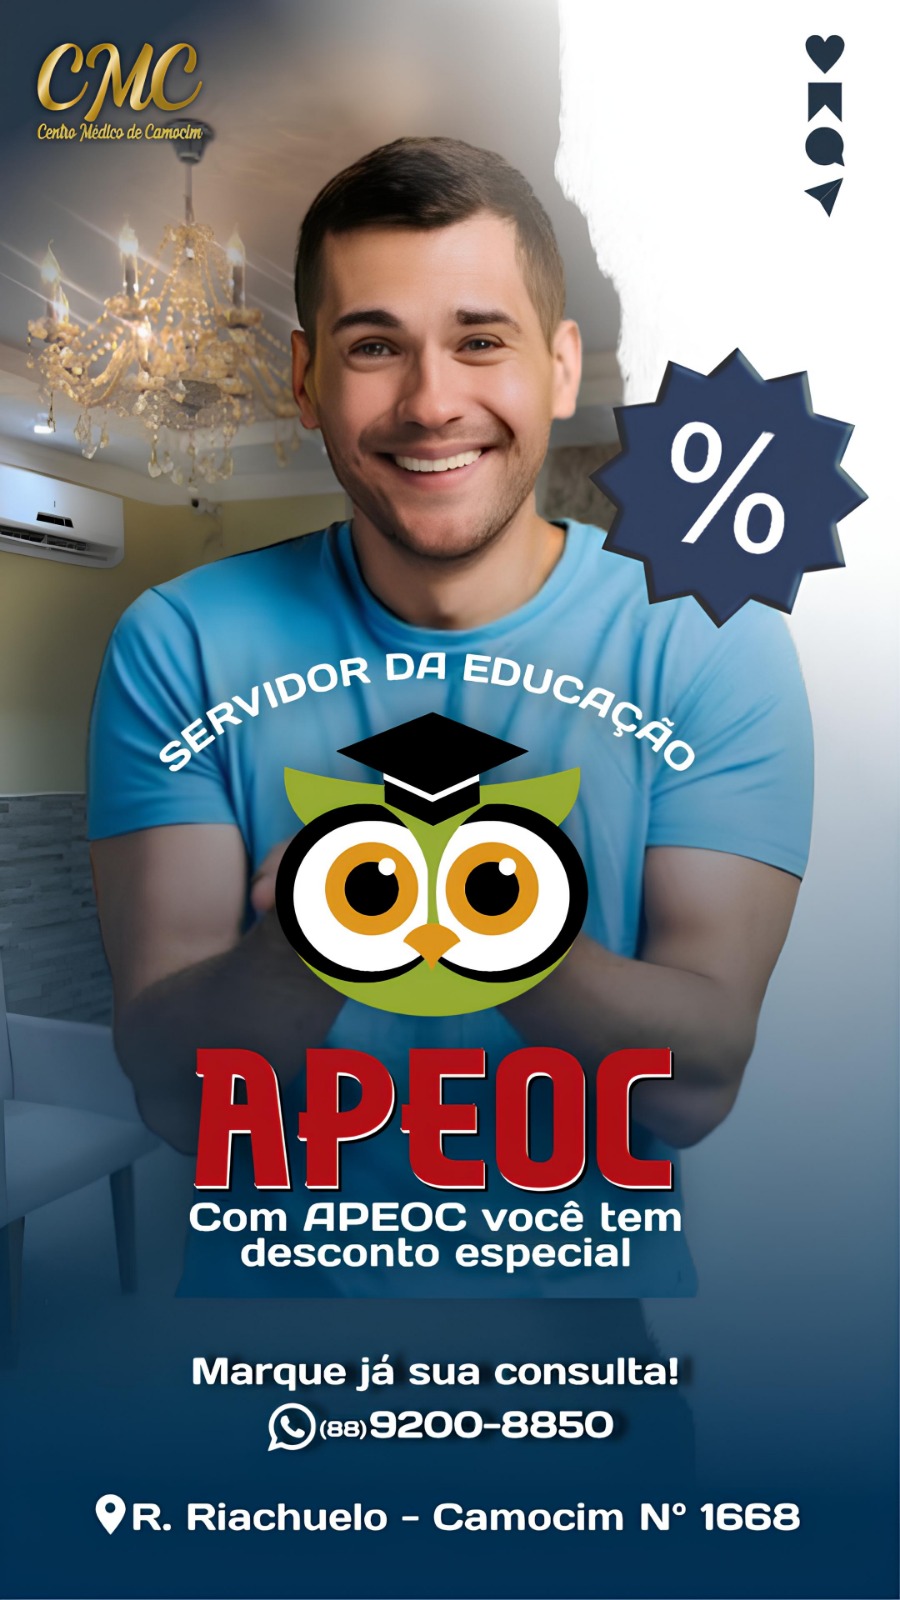 CMC
Centro Médico de Camocim
%
SERVIDOR DA EDUCAÇÃO
APEOC
Com APEOC você tem
desconto especial
Marque já sua consulta!
(88)9200-8850
R. Riachuelo - Camocim Nº 1668